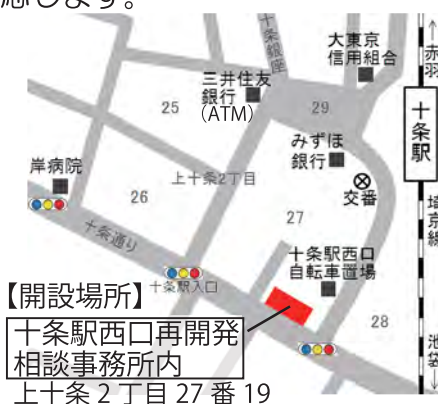 応します。
十条銀座
大東京
信用組合
↑赤羽
三井住友
銀行
(ATM)
25
29
十条駅
みずほ
銀行
岸病院
上十条2丁目
交番
26
埼京線
27
十条通り
十条駅西口
自転車置場
十条駅入口
【開設場所】
28
十条駅西口再開発
相談事務所内
池袋↓
上十条2丁目27番19